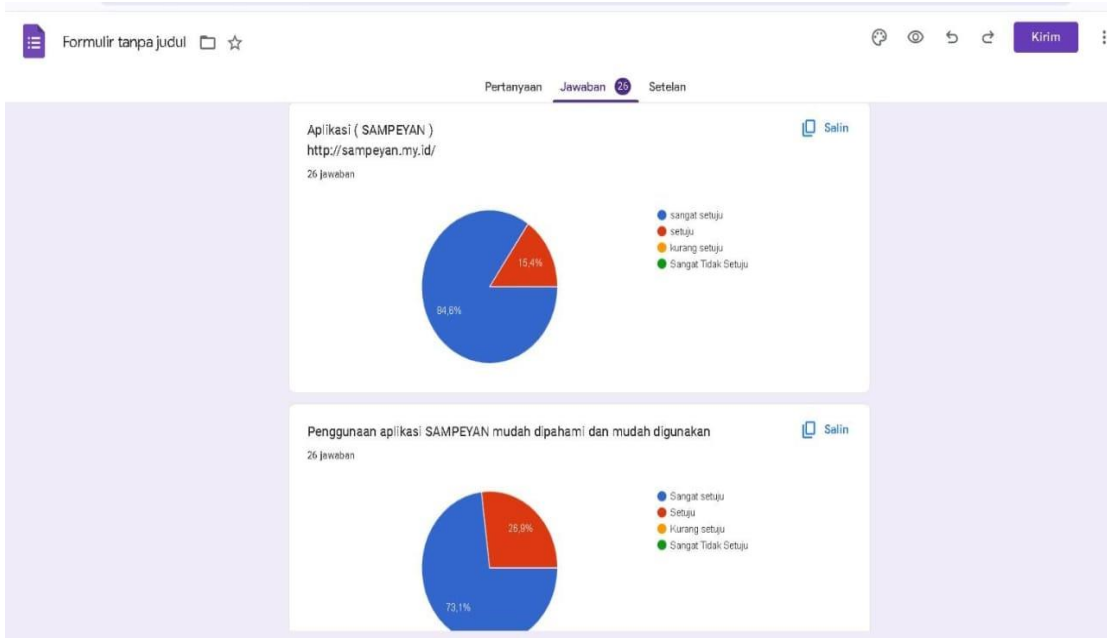 Formulir tanpa judul
Kirim
Pertanyaan Jawaban 26 Setelan
Aplikasi ( SAMPEYAN )
http://sampeyan.my.id/
26 jawaban
Salin
sangat setuju
setuju
kurang setuju
Sangat Tidak Setuju
15,4%
84,6%
Penggunaan aplikasi SAMPEYAN mudah dipahami dan mudah digunakan
26 jawaban
Salin
Sangat setuju
Setuju
Kurang setuju
Sangat Tidak Setuju
26,9%
73,1%